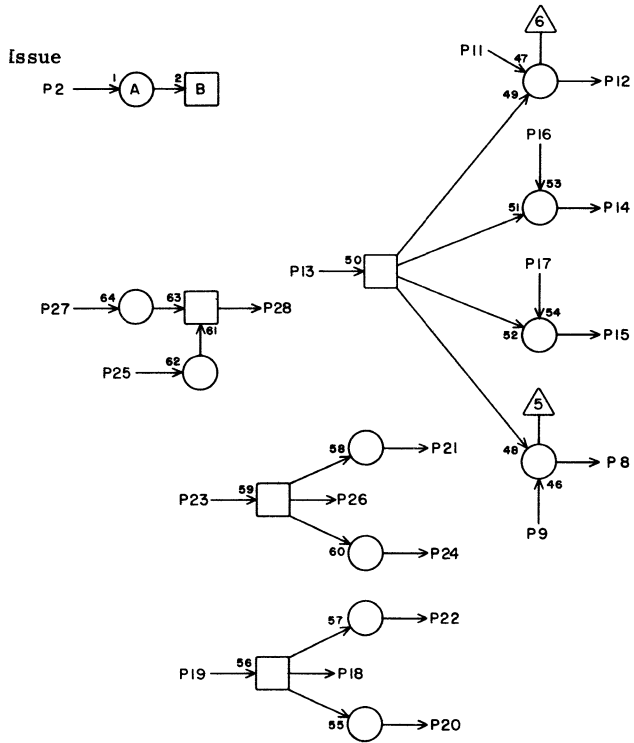 Issue
P2 1 A 2 B
6
P11 47
49 P12
P16
53
51 P14
P13 50
P17
54
52 P15
P27 64 63 P28
61
P25 62
5
48 P8
46
P9
58 P21
P23 59 P26
60 P24
57 P22
P19 56 P18
55 P20